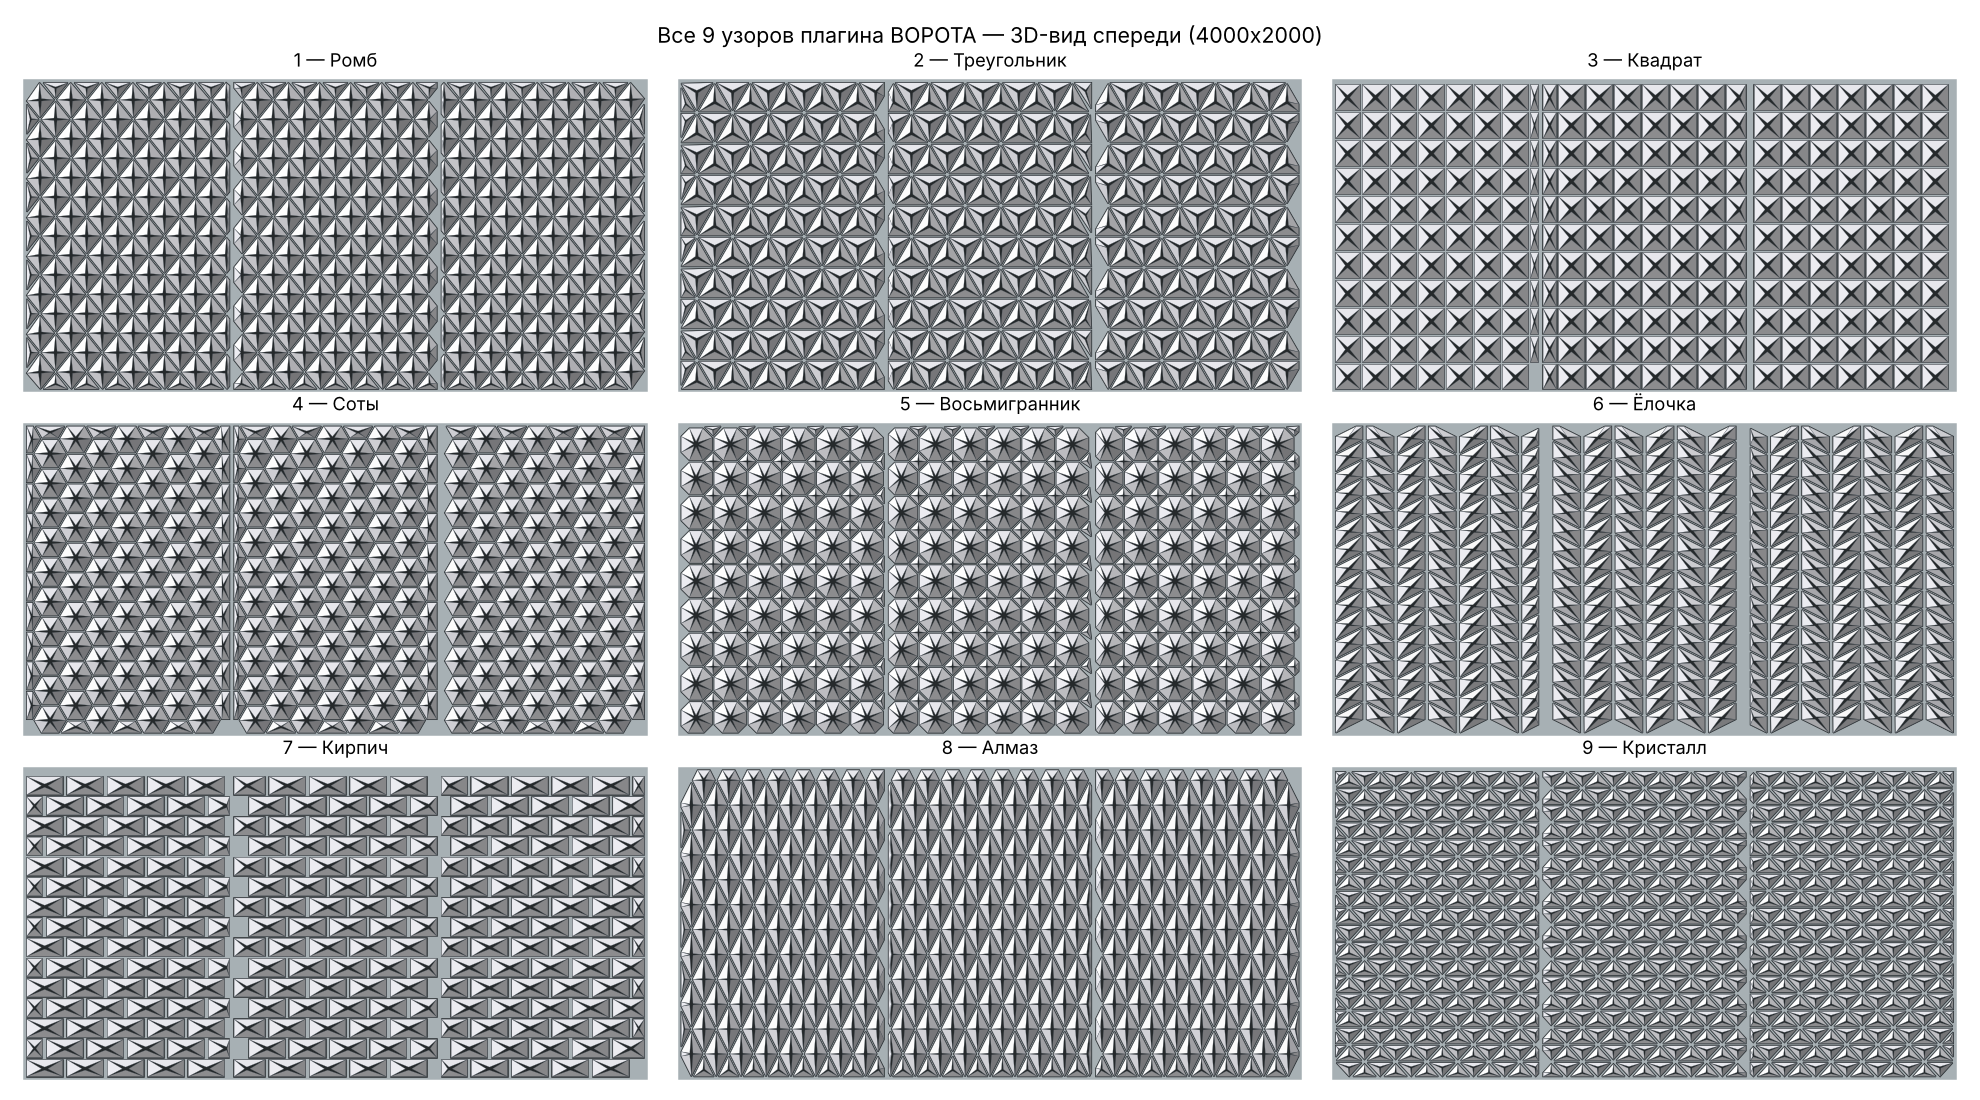 Все 9 узоров плагина ВОРОТА — 3D-вид спереди (4000x2000)
1 — Ромб
2 — Треугольник
3 — Квадрат
4 — Соты
5 — Восьмигранник
6 — Ёлочка
7 — Кирпич
8 — Алмаз
9 — Кристалл